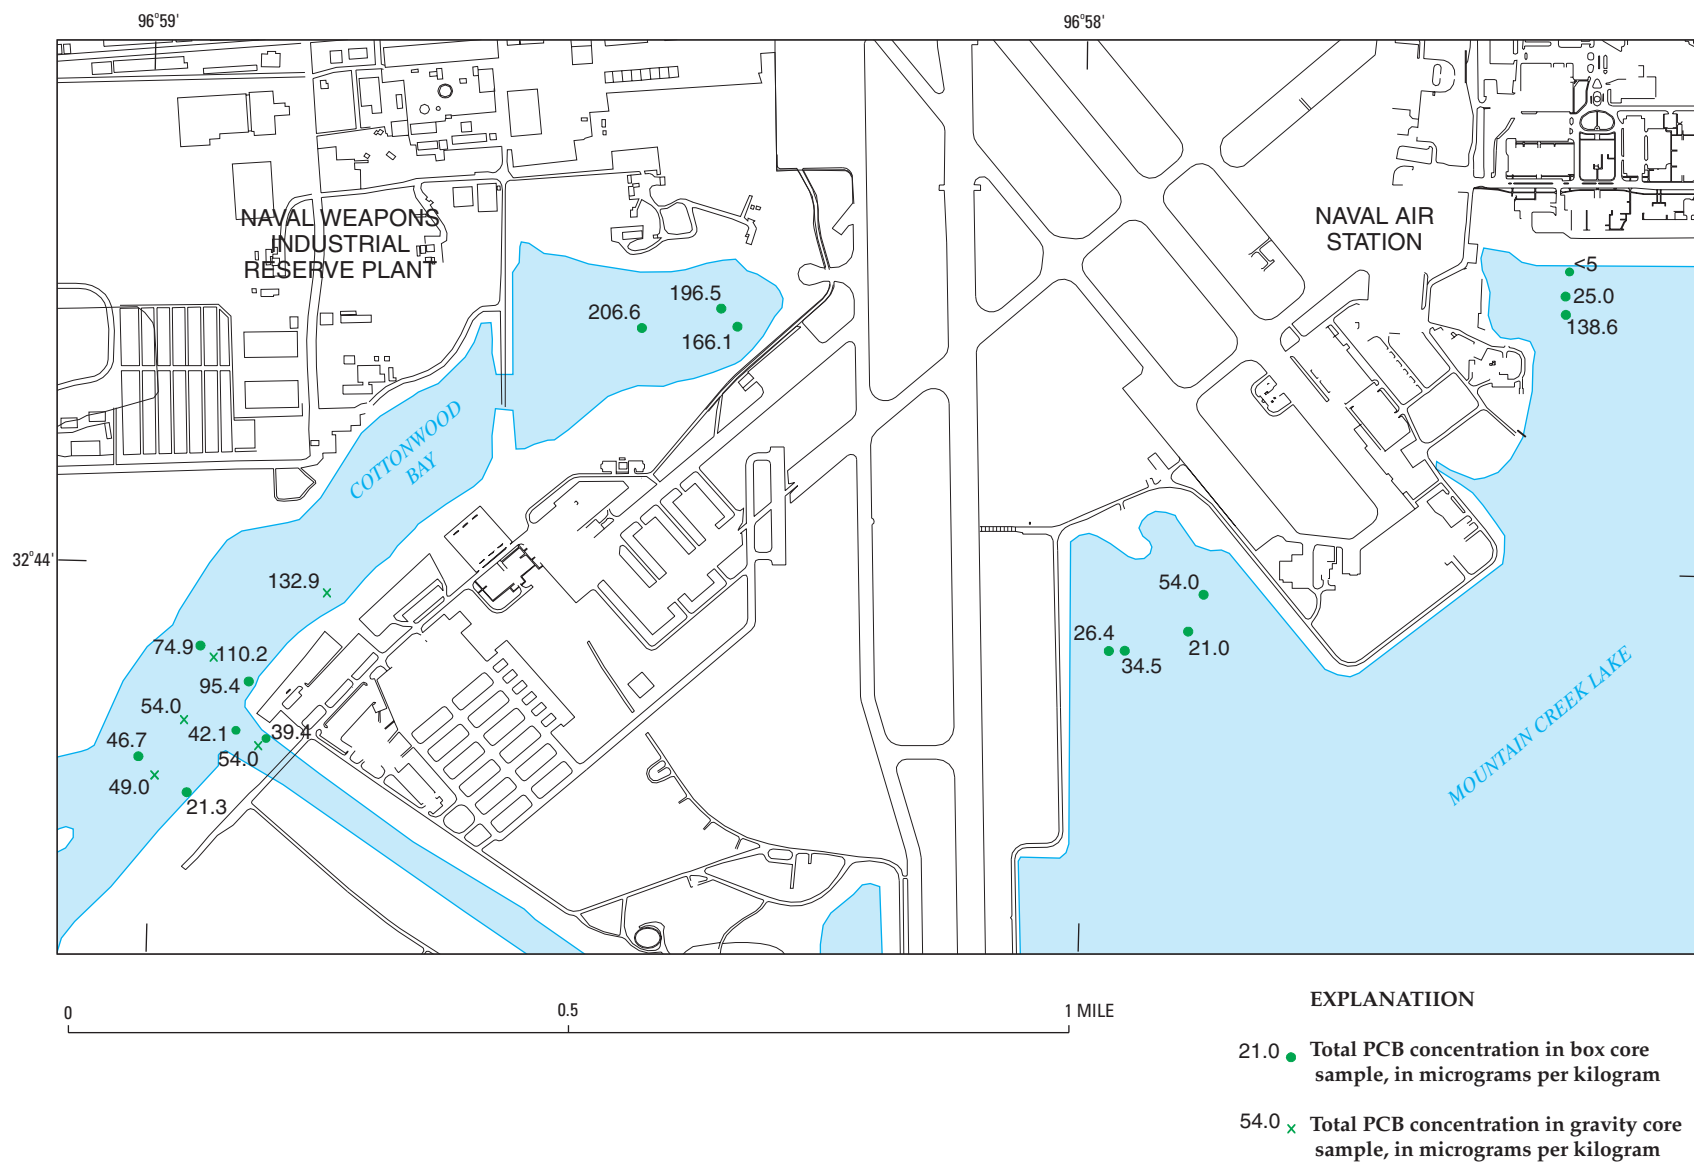 96°59'
96°58'
NAVAL WEAPONS
INDUSTRIAL
RESERVE PLANT
NAVAL AIR
STATION
<5
25.0
138.6
196.5
206.6
166.1
COTTONWOOD
BAY
32°44'
132.9
54.0
26.4
21.0
34.5
74.9
110.2
95.4
54.0
42.1
39.4
46.7
54.0
49.0
21.3
MOUNTAIN CREEK LAKE
0
0.5
1 MILE
EXPLANATIION
21.0 Total PCB concentration in box core
sample, in micrograms per kilogram
54.0 Total PCB concentration in gravity core
sample, in micrograms per kilogram